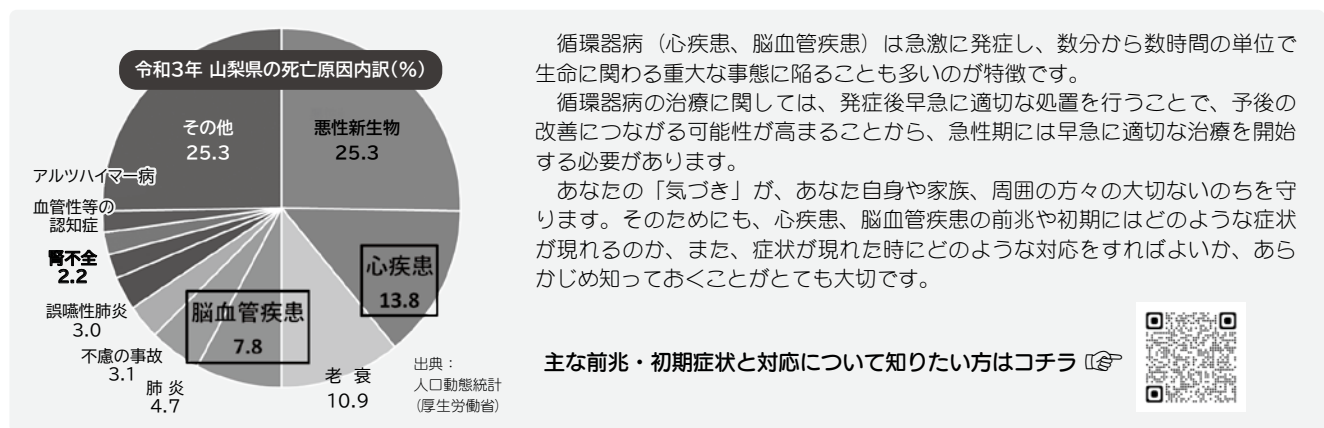 令和3年 山梨県の死亡原因内訳(%)
その他
25.3
悪性新生物
25.3
アルツハイマー病
血管性等の
認知症
腎不全
2.2
誤嚥性肺炎
3.0
不慮の事故
3.1
肺 炎
4.7
脳血管疾患
7.8
老 衰
10.9
心疾患
13.8
出典：
人口動態統計
(厚生労働省)
循環器病（心疾患、脳血管疾患）は急激に発症し、数分から数時間の単位で
生命に関わる重大な事態に陥ることも多いのが特徴です。
循環器病の治療に関しては、発症後早急に適切な処置を行うことで、予後の
改善につながる可能性が高まることから、急性期には早急に適切な治療を開始
する必要があります。
あなたの「気づき」が、あなた自身や家族、周囲の方々の大切ないのちを守
ります。そのためにも、心疾患、脳血管疾患の前兆や初期にはどのような症状
が現れるのか、また、症状が現れた時にどのような対応をすればよいか、あら
かじめ知っておくことがとても大切です。
主な前兆・初期症状と対応について知りたい方はコチラ